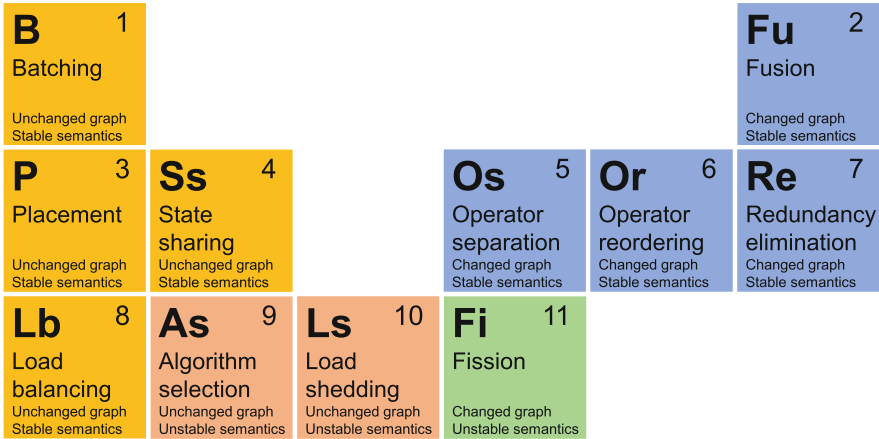 B 1
Batching
Unchanged graph
Stable semantics
Fu 2
Fusion
Changed graph
Stable semantics
P 3
Placement
Unchanged graph
Stable semantics
Ss 4
State
sharing
Unchanged graph
Stable semantics
Os 5
Operator
separation
Changed graph
Stable semantics
Or 6
Operator
reordering
Changed graph
Stable semantics
Re 7
Redundancy
elimination
Changed graph
Stable semantics
Lb 8
Load
balancing
Unchanged graph
Stable semantics
As 9
Algorithm
selection
Unchanged graph
Unstable semantics
Ls 10
Load
shedding
Unchanged graph
Unstable semantics
Fi 11
Fission
Changed graph
Unstable semantics